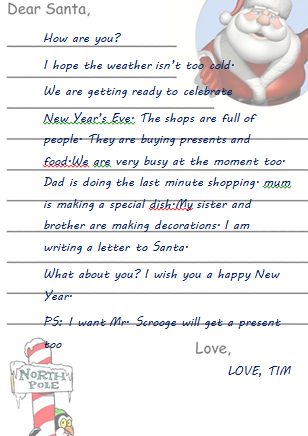 Dear Santa,
How are you?
I hope the weather isn't too cold.
We are getting ready to celebrate
New Year's Eve. The shops are full of
people. They are buying presents and
food.We are very busy at the moment too.
Dad is doing the last minute shopping. mum
is making a special dish.My sister and
brother are making decorations. I am
writing a letter to Santa.
What about you? I wish you a happy New
Year.
PS: I want Mr. Scrooge will get a present
too
Love,
LOVE, TIM
NORTH
POLE